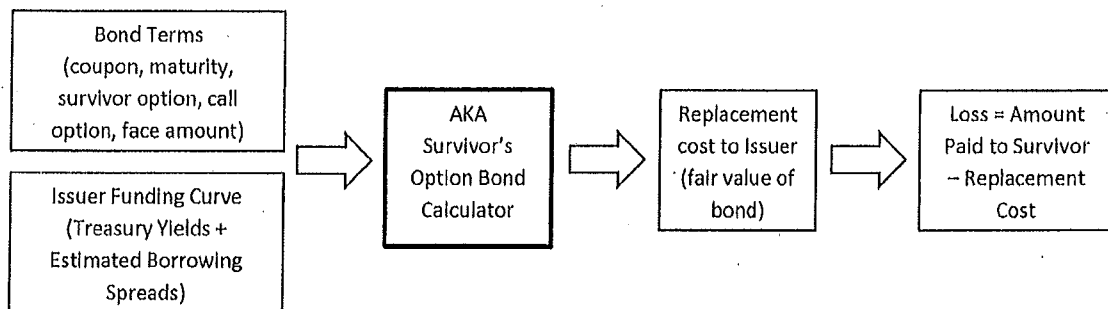 Bond Terms
(coupon, maturity,
survivor option, call
option, face amount)
Issuer Funding Curve
(Treasury Yields +
Estimated Borrowing
Spreads)
AKA
Survivor's
Option Bond
Calculator
Replacement
cost to Issuer
(fair value of
bond)
Loss = Amount
Paid to Survivor
– Replacement
Cost